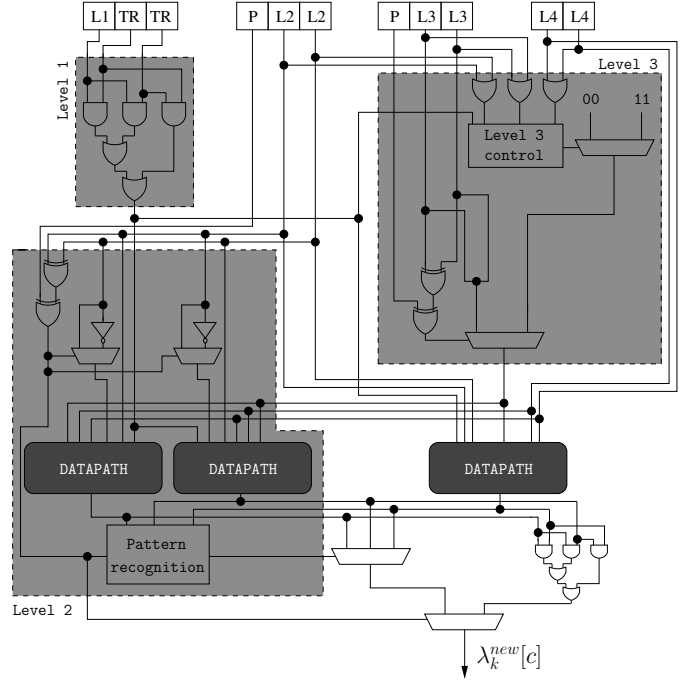 L1 TR TR P L2 L2 P L3 L3 L4 L4
Level 1
Level 3
00 11
Level 3
control
DATAPATH DATAPATH DATAPATH
Pattern
recognition
Level 2
λ_k^{new}[c]